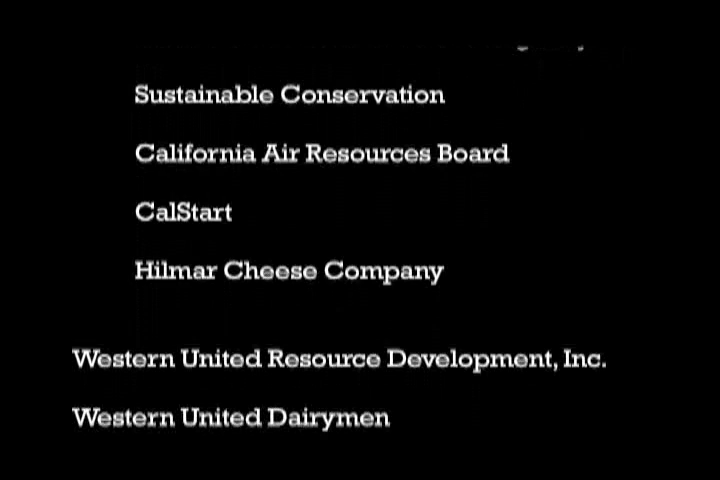 Sustainable Conservation
California Air Resources Board
CalStart
Hilmar Cheese Company
Western United Resource Development, Inc.
Western United Dairymen